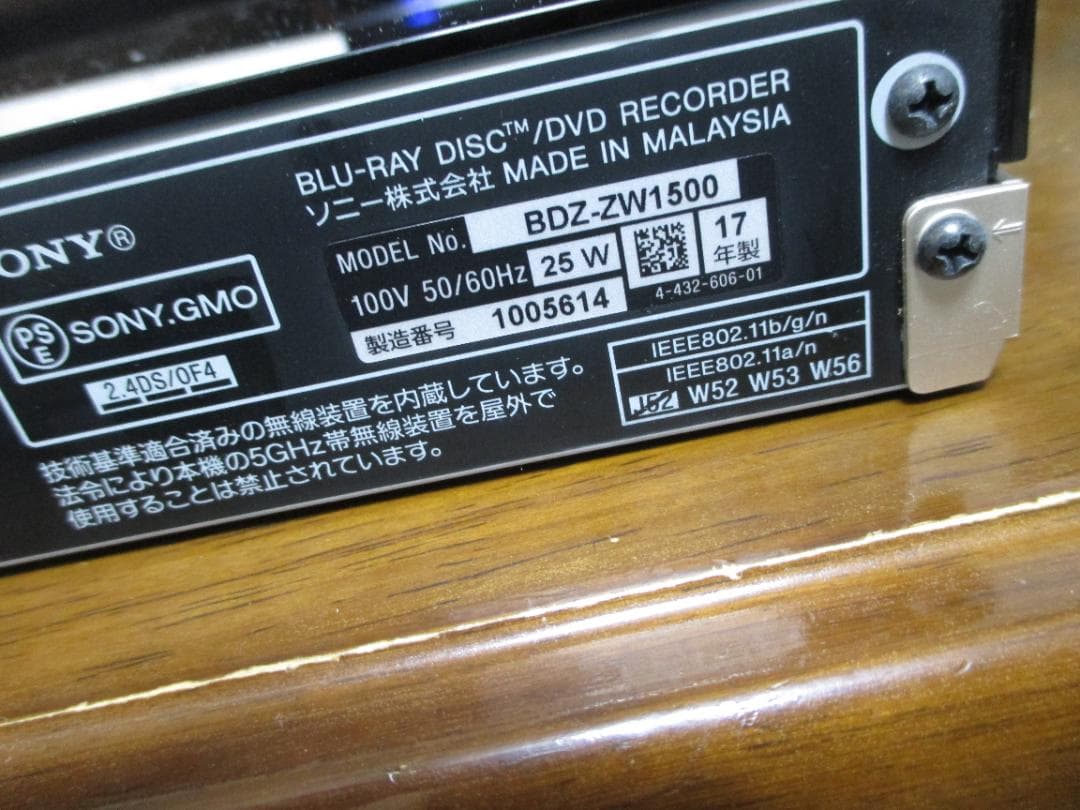 BLU-RAY DISC™/DVD RECORDER
ソニー株式会社 MADE IN MALAYSIA
ONY®
MODEL No. BDZ-ZW1500
100V 50/60Hz 25 W
17
年製
製造番号 1005614
4-432-606-01
PS
E
SONY.GMO
2.4DS/OF4
IEEE802.11b/g/n
IEEE802.11a/n
J52 W52 W53 W56
技術基準適合済みの無線装置を内蔵しています。
法令により本機の5GHz帯無線装置を屋外で
使用することは禁止されています。